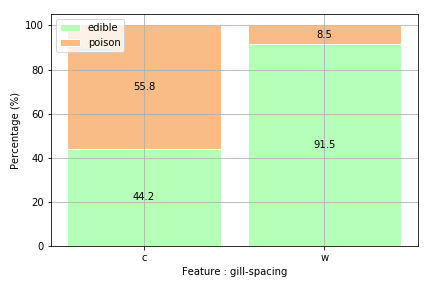 100
80
60
40
20
0
Percentage (%)
edible
poison
55.8
44.2
8.5
91.5
c
w
Feature : gill-spacing